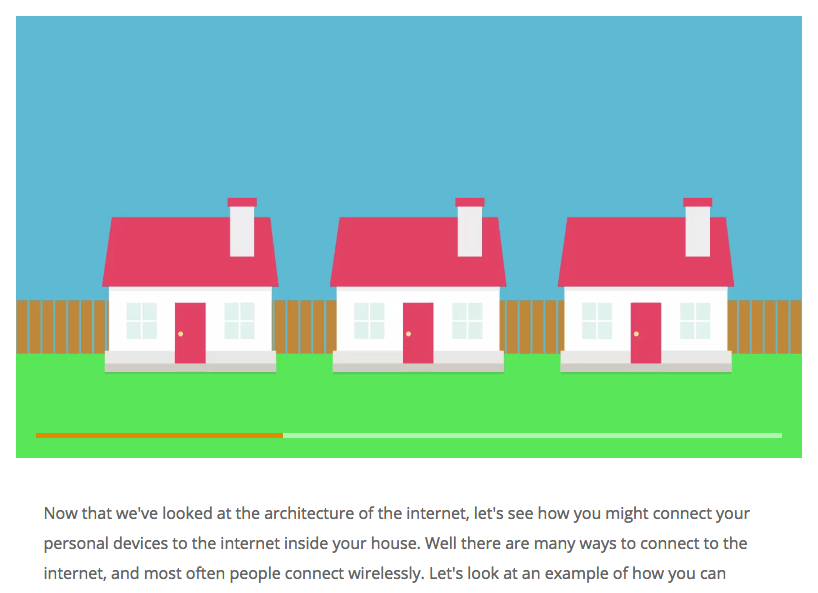 Now that we've looked at the architecture of the internet, let's see how you might connect your
personal devices to the internet inside your house. Well there are many ways to connect to the
internet, and most often people connect wirelessly. Let's look at an example of how you can